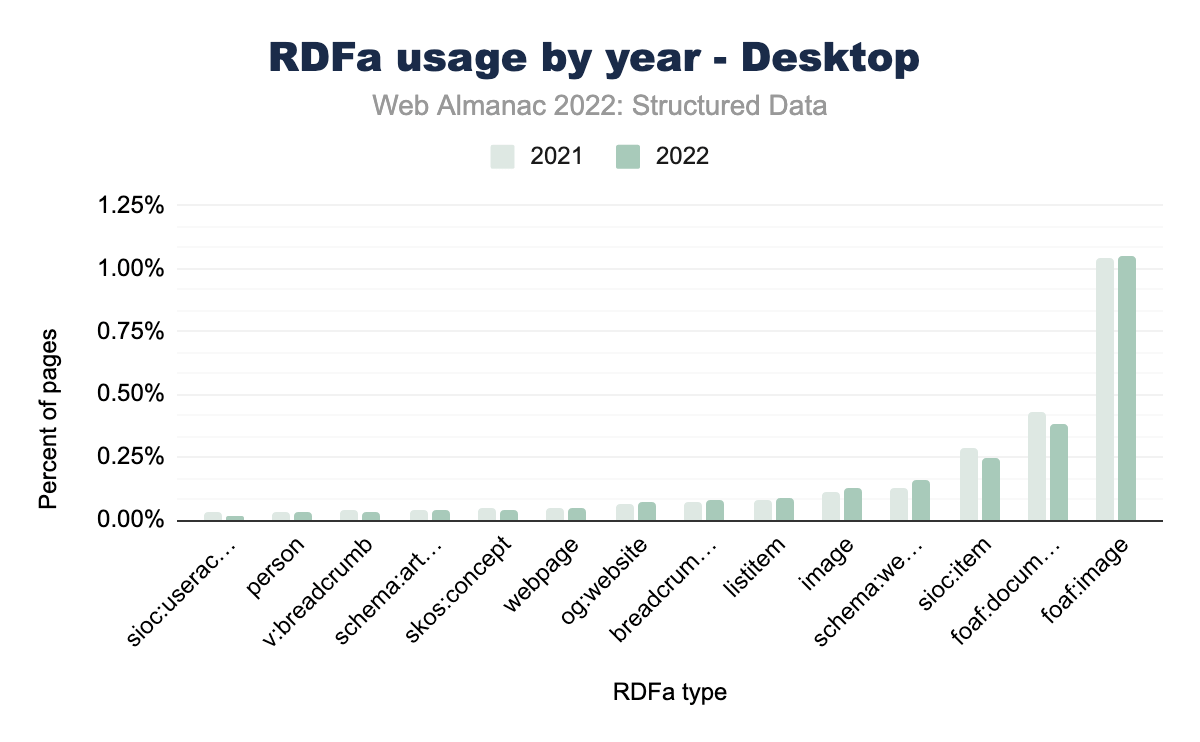 RDFa usage by year - Desktop
Web Almanac 2022: Structured Data
2021
2022
1.25%
1.00%
0.75%
0.50%
0.25%
0.00%
Percent of pages
sioc:userac...
person
v:breadcrumb
schema:art...
skos:concept
webpage
og:website
breadcrum...
listitem
image
schema:we...
sioc:item
foaf:docum...
foaf:image
RDFa type